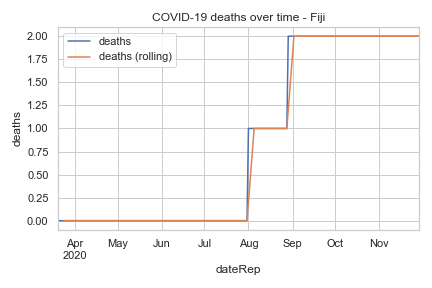 COVID-19 deaths over time - Fiji
deaths
deaths (rolling)
2.00
1.75
1.50
1.25
1.00
0.75
0.50
0.25
0.00
deaths
Apr May Jun Jul Aug Sep Oct Nov
2020
dateRep